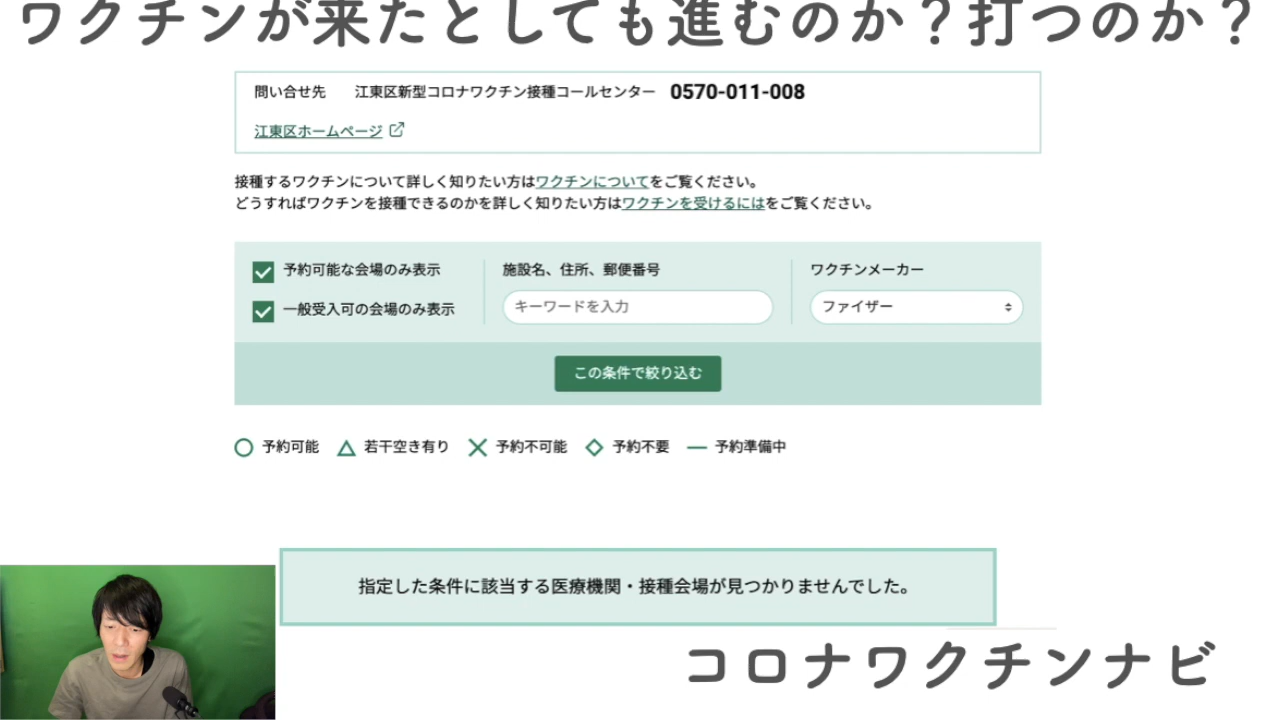 ワクチンが来たとしても進むのか？打つのか？
問い合せ先 江東区新型コロナワクチン接種コールセンター 0570-011-008
江東区ホームページ
接種するワクチンについて詳しく知りたい方はワクチンについてをご覧ください。
どうすればワクチンを接種できるのかを詳しく知りたい方はワクチンを受けるにはをご覧ください。
予約可能な会場のみ表示
一般受入可の会場のみ表示
施設名、住所、郵便番号
キーワードを入力
ワクチンメーカー
ファイザー
この条件で絞り込む
予約可能 若干空き有り 予約不可能 予約不要 予約準備中
指定した条件に該当する医療機関・接種会場が見つかりませんでした。
コロナワクチンナビ